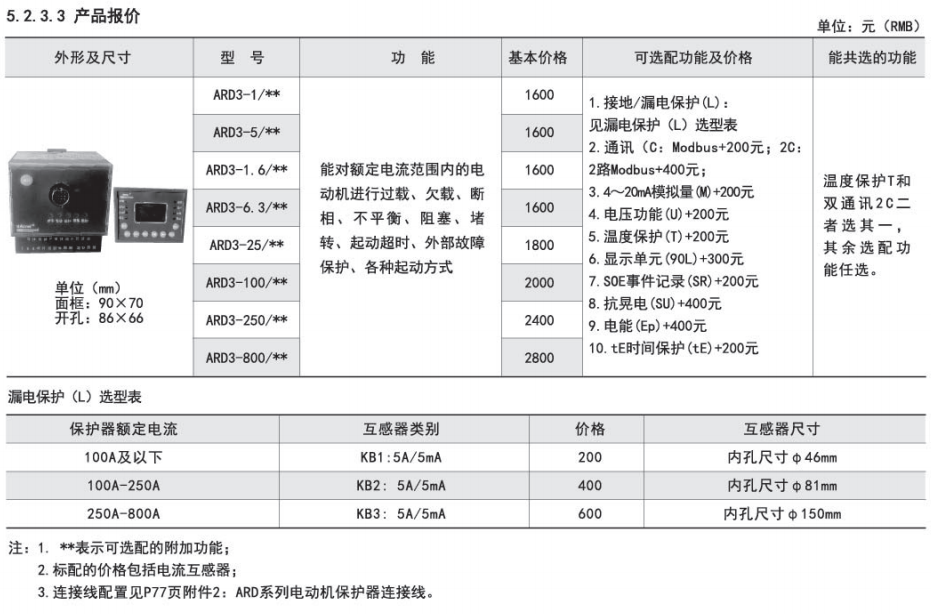 5.2.3.3 产品报价
单位：元（RMB）
外形及尺寸 型 号 功 能 基本价格 可选配功能及价格 能共选的功能
单位（mm）
面框：90×70
开孔：86×66
ARD3-1/** 1600
ARD3-5/** 1600
ARD3-1.6/** 1600
ARD3-6.3/** 1600
ARD3-25/** 1800
ARD3-100/** 2000
ARD3-250/** 2400
ARD3-800/** 2800
能对额定电流范围内的电
动机进行过载、欠载、断
相、不平衡、阻塞、堵
转、起动超时、外部故障
保护、各种起动方式
1.接地/漏电保护(L)：
见漏电保护（L）选型表
2.通讯（C：Modbus+200元；2C：
2路Modbus+400元；
3.4～20mA模拟量(M)+200元
4.电压功能(U)+200元
5.温度保护(T)+200元
6.显示单元(90L)+300元
7.SOE事件记录(SR)+200元
8.抗晃电(SU)+400元
9.电能(Ep)+400元
10.tE时间保护(tE)+200元
温度保护T和
双通讯2C二
者选其一，
其余选配功
能任选。
漏电保护（L）选型表
保护器额定电流 互感器类别 价格 互感器尺寸
100A及以下 KB1:5A/5mA 200 内孔尺寸φ46mm
100A-250A KB2: 5A/5mA 400 内孔尺寸φ81mm
250A-800A KB3: 5A/5mA 600 内孔尺寸φ150mm
注：1. **表示可选配的附加功能；
2.标配的价格包括电流互感器；
3.连接线配置见P77页附件2：ARD系列电动机保护器连接线。